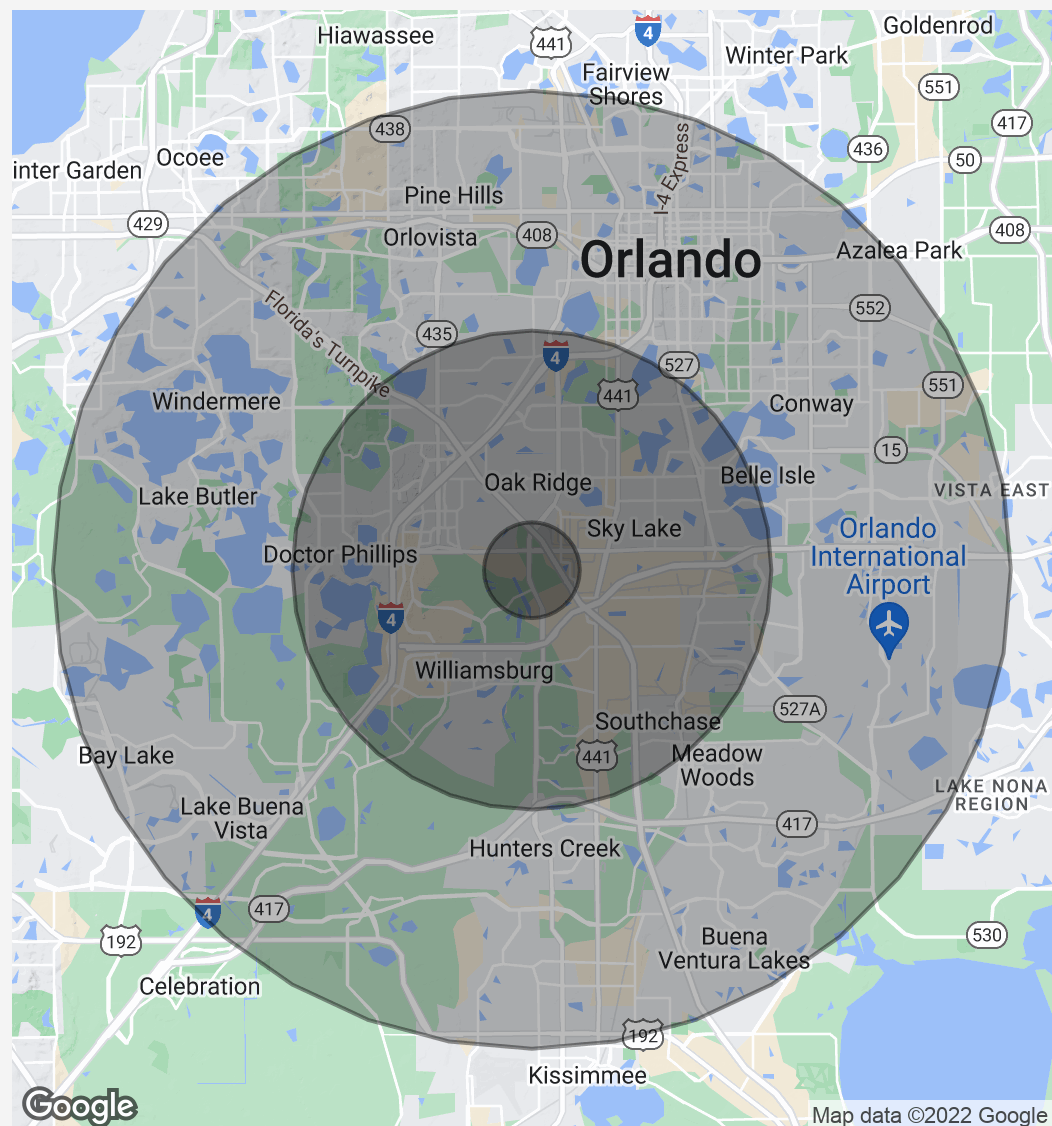 Goldenrod
Hiawassee
441
4
Winter Park
Fairview
Shores
551
417
438
436
50
Ocoee
inter Garden
Pine Hills
I-4 Express
429
Orlovista
408
408
Orlando
Azalea Park
Florida's Turnpike
552
435
4
527
551
441
Windermere
Conway
15
Oak Ridge
Belle Isle
VISTA EAST
Lake Butler
Sky Lake
Orlando
International
Airport
Doctor Phillips
4
Williamsburg
527A
Southchase
441
Meadow
Woods
Bay Lake
LAKE NONA
REGION
Lake Buena
Vista
417
Hunters Creek
4
417
192
530
Buena
Ventura Lakes
Celebration
192
Kissimmee
Google
Map data ©2022 Google